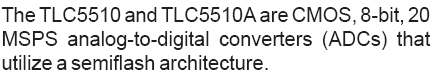 The TLC5510 and TLC5510A are CMOS, 8-bit, 20
MSPS analog-to-digital converters (ADCs) that
utilize a semiflash architecture.